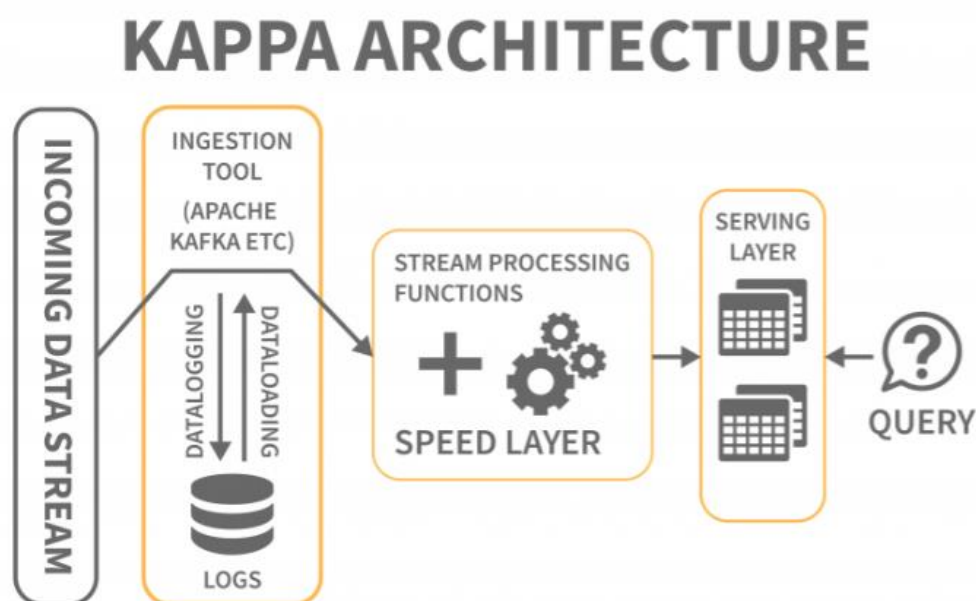 KAPPA ARCHITECTURE
INCOMING DATA STREAM
INGESTION
TOOL
(APACHE
KAFKA ETC)
DATALOGGING
DATALOADING
LOGS
STREAM PROCESSING
FUNCTIONS
SPEED LAYER
SERVING
LAYER
?
QUERY